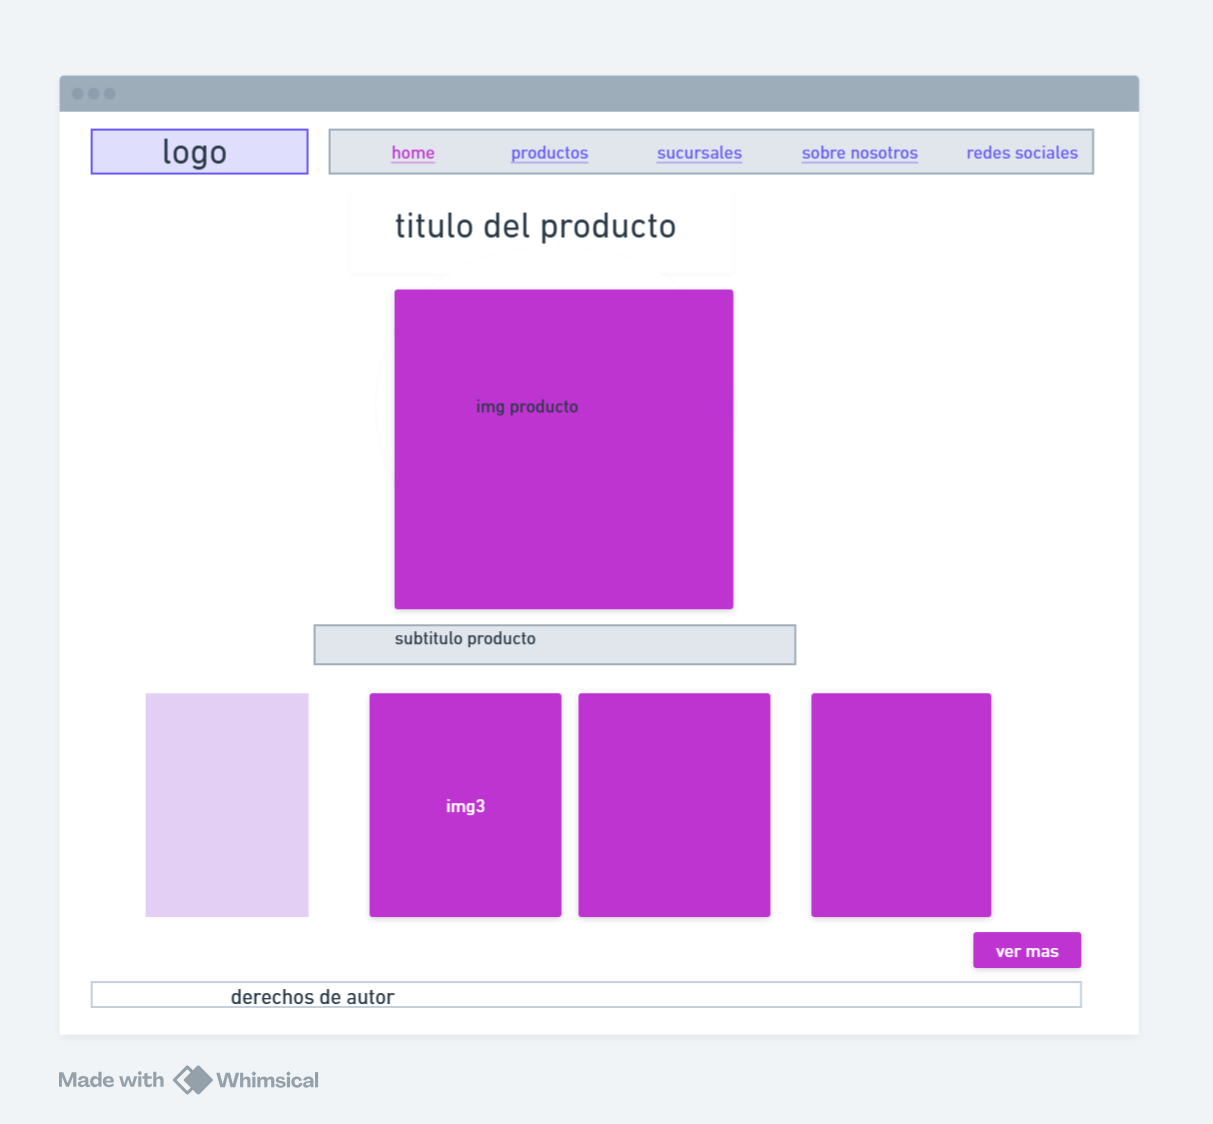 logo
home productos sucursales sobre nosotros redes sociales
titulo del producto
img producto
subtitulo producto
img3
ver mas
derechos de autor
Made with Whimsical